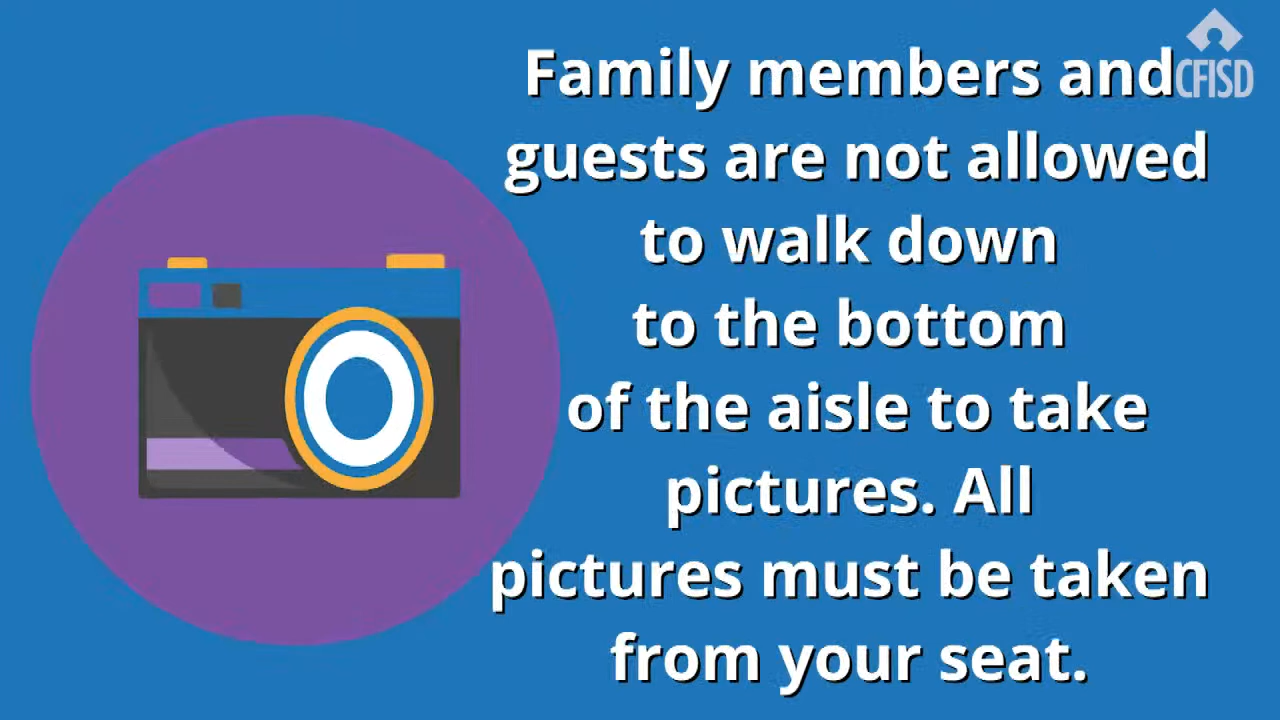 Family members and
CFISD
guests are not allowed
to walk down
to the bottom
of the aisle to take
pictures. All
pictures must be taken
from your seat.